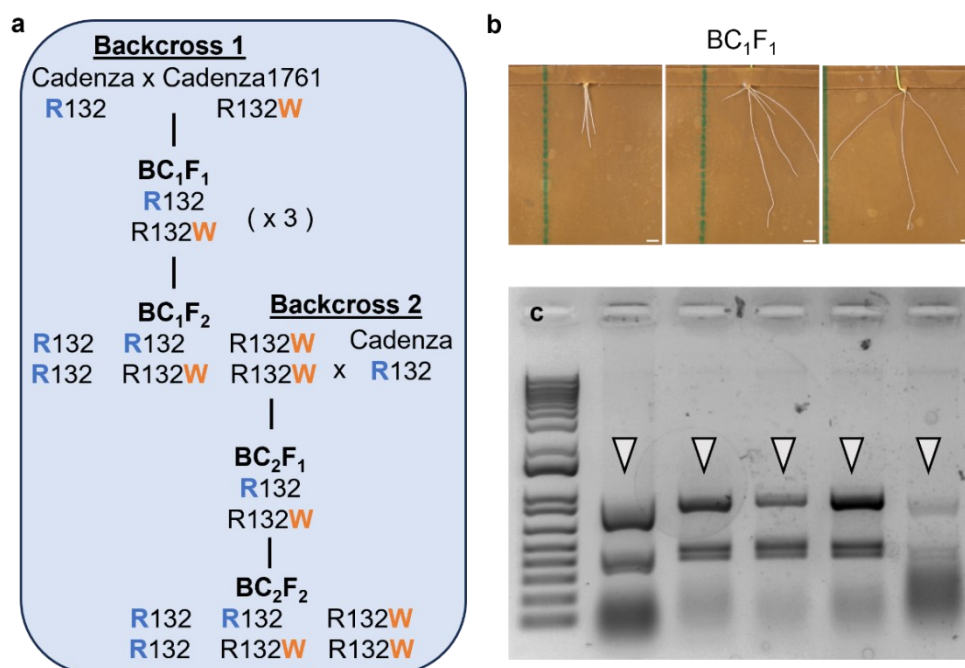 a
Backcross 1
Cadenza x Cadenza1761
R132 R132W
BC₁F₁
R132
R132W ( x 3 )
BC₁F₂
Backcross 2
R132 R132 R132W Cadenza
R132 R132W R132W x R132
BC₂F₁
R132
R132W
BC₂F₂
R132 R132 R132W
R132 R132W R132W
b
BC₁F₁
c